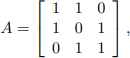 A = [ 1 1 0
1 0 1
0 1 1 ],